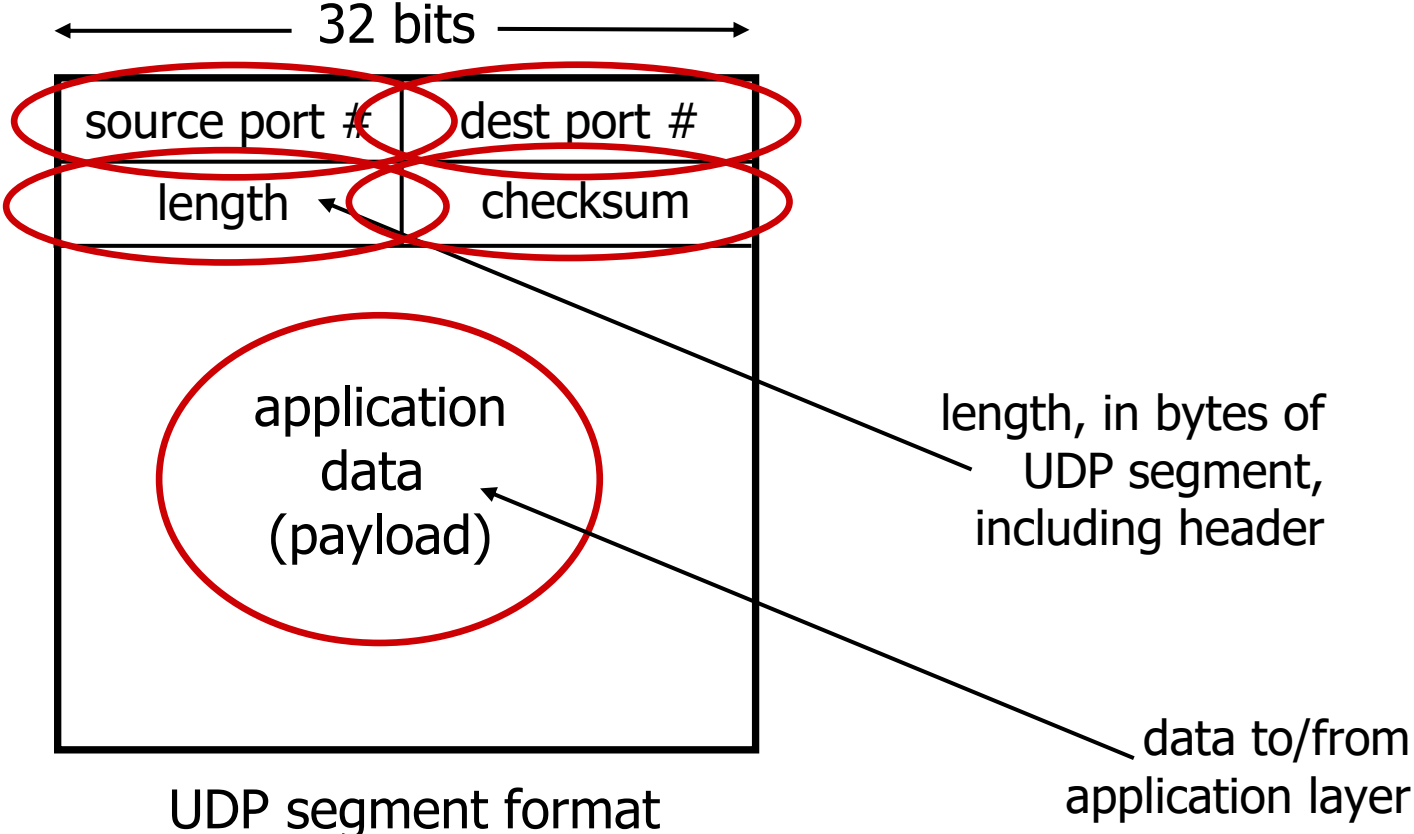 32 bits
source port #
dest port #
length
checksum
application
data
(payload)
length, in bytes of
UDP segment,
including header
data to/from
application layer
UDP segment format